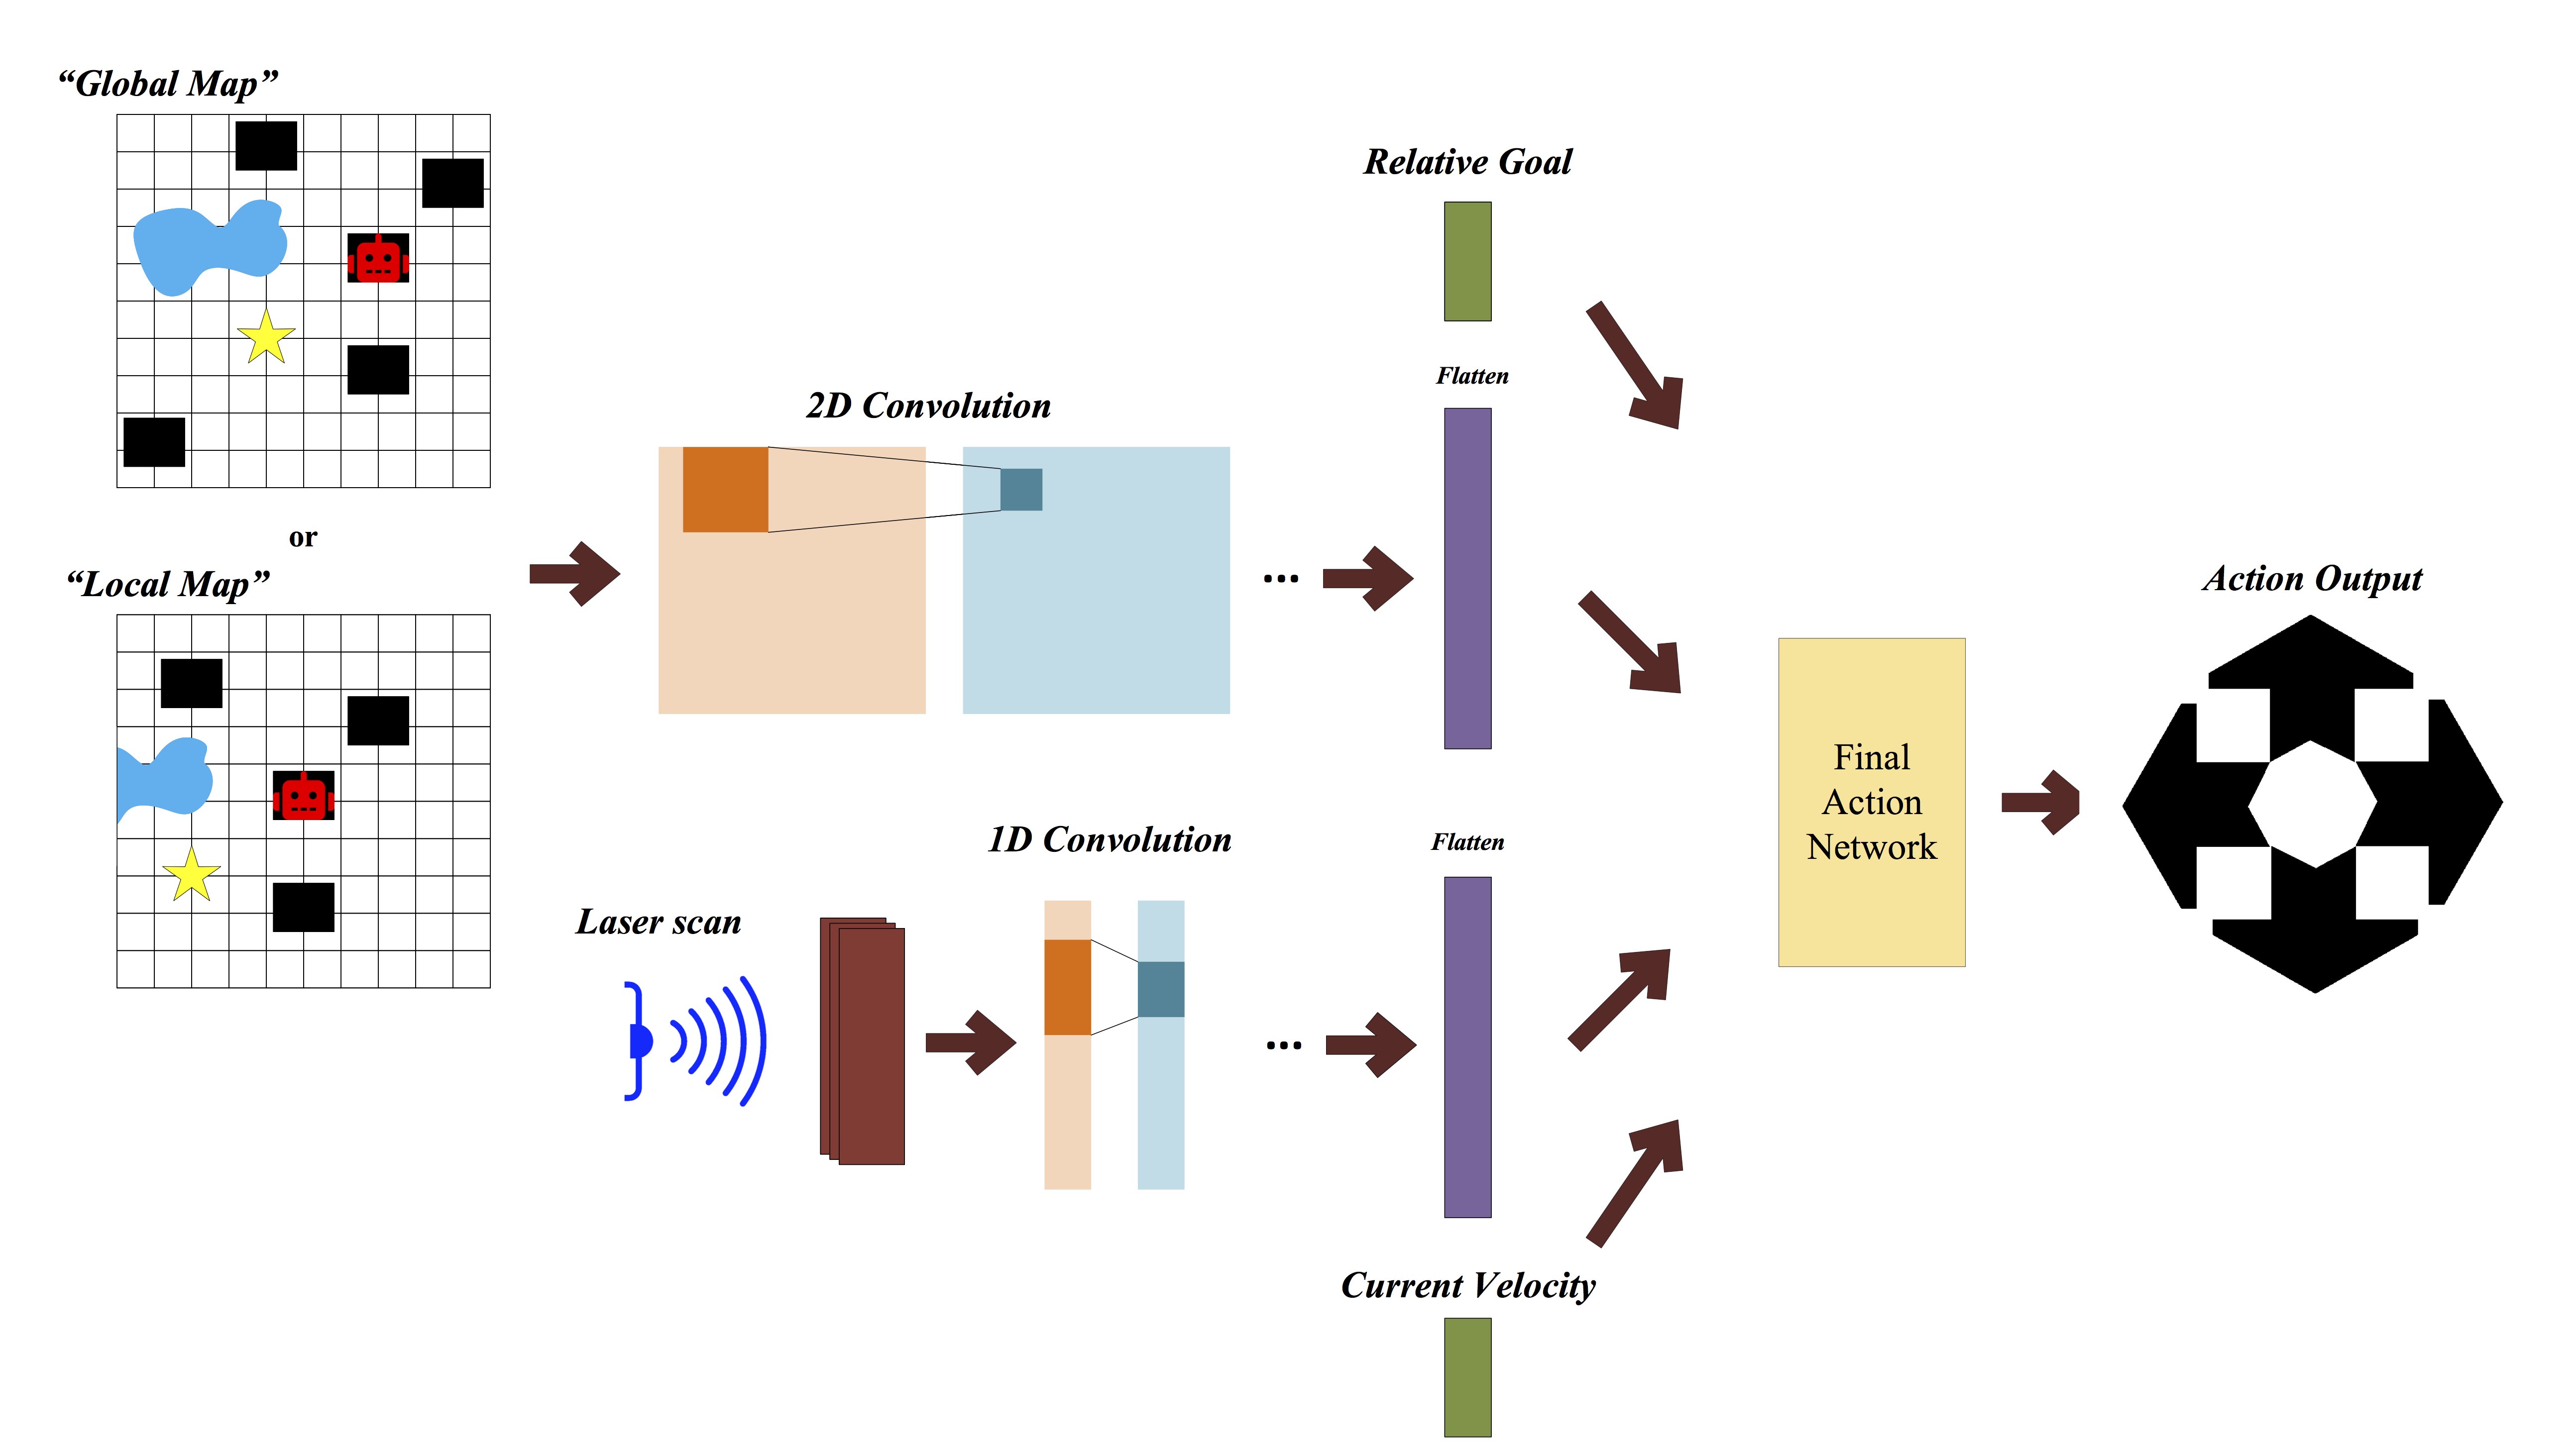 “Global Map”
or
“Local Map”
2D Convolution
Laser scan
1D Convolution
Relative Goal
Flatten
Flatten
Current Velocity
Final
Action
Network
Action Output